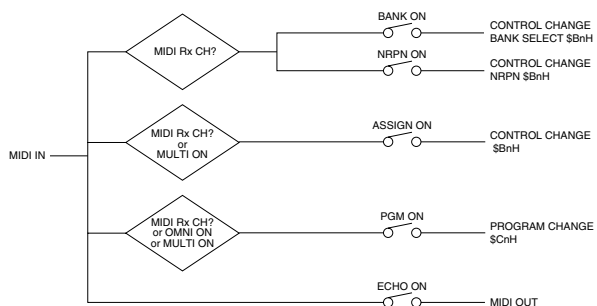 BANK ON
CONTROL CHANGE
BANK SELECT $BnH
MIDI Rx CH?
NRPN ON
CONTROL CHANGE
NRPN $BnH
MIDI Rx CH?
or
MULTI ON
ASSIGN ON
CONTROL CHANGE
$BnH
MIDI IN
MIDI Rx CH?
or OMNI ON
or MULTI ON
PGM ON
PROGRAM CHANGE
$CnH
ECHO ON
MIDI OUT